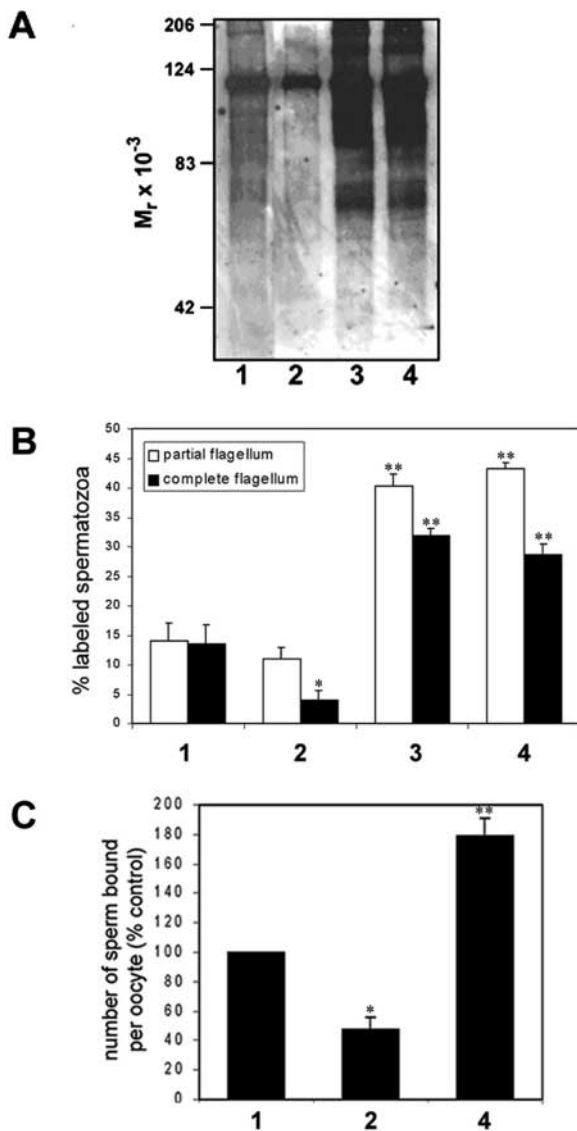 A
206
124
83
42
Mr x 10-3
1 2 3 4
B
50
45
40
35
30
25
20
15
10
5
0
% labeled spermatozoa
partial flagellum
complete flagellum
*
**
**
**
**
1 2 3 4
C
200
180
160
140
120
100
80
60
40
20
0
number of sperm bound
per oocyte (% control)
*
**
1 2 4